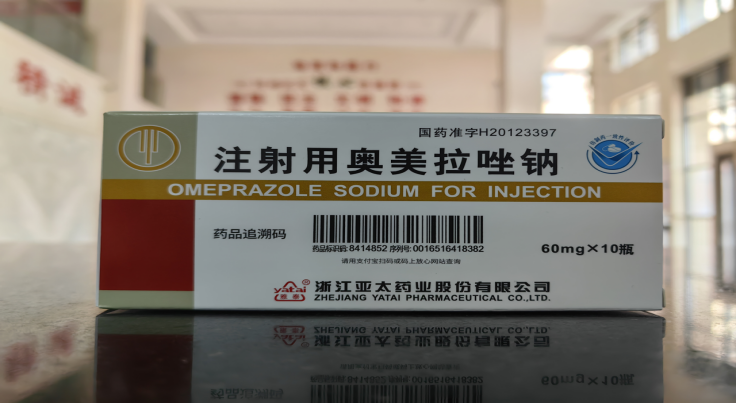 国药准字H20123397
注射用奥美拉唑钠
OMEPRAZOLE SODIUM FOR INJECTION
药品追溯码
药品标识码: 8414852 序列号: 0016516418382
请用支付宝扫码或码上放心网站查询
60mg×10瓶
yatai
亚泰
浙江亚太药业股份有限公司
ZHEJIANG YATAI PHARMACEUTICAL CO.,LTD.